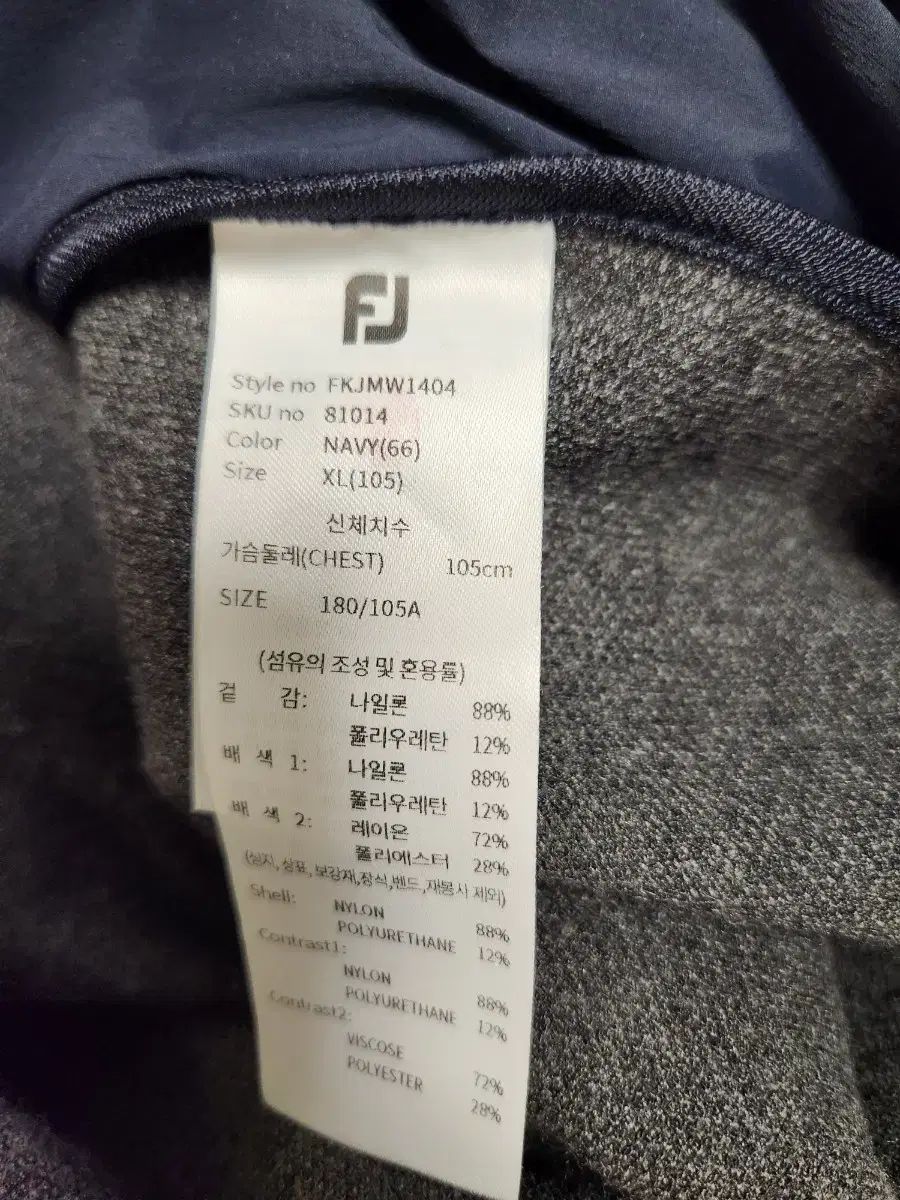 FJ
Style no FKJMW1404
SKU no 81014
Color NAVY(66)
Size XL(105)
신체치수
가슴둘레(CHEST) 105cm
SIZE 180/105A
(섬유의 조성 및 혼용률)
겉 감: 나일론 88%
폴리우레탄 12%
배 색 1: 나일론 88%
폴리우레탄 12%
배 색 2: 레이온 72%
폴리에스터 28%
(심지,상표,보강재,장식,밴드,재봉사 제외)
Shell: NYLON 88%
POLYURETHANE 12%
Contrast1:
NYLON 88%
POLYURETHANE 12%
Contrast2:
VISCOSE 72%
POLYESTER 28%